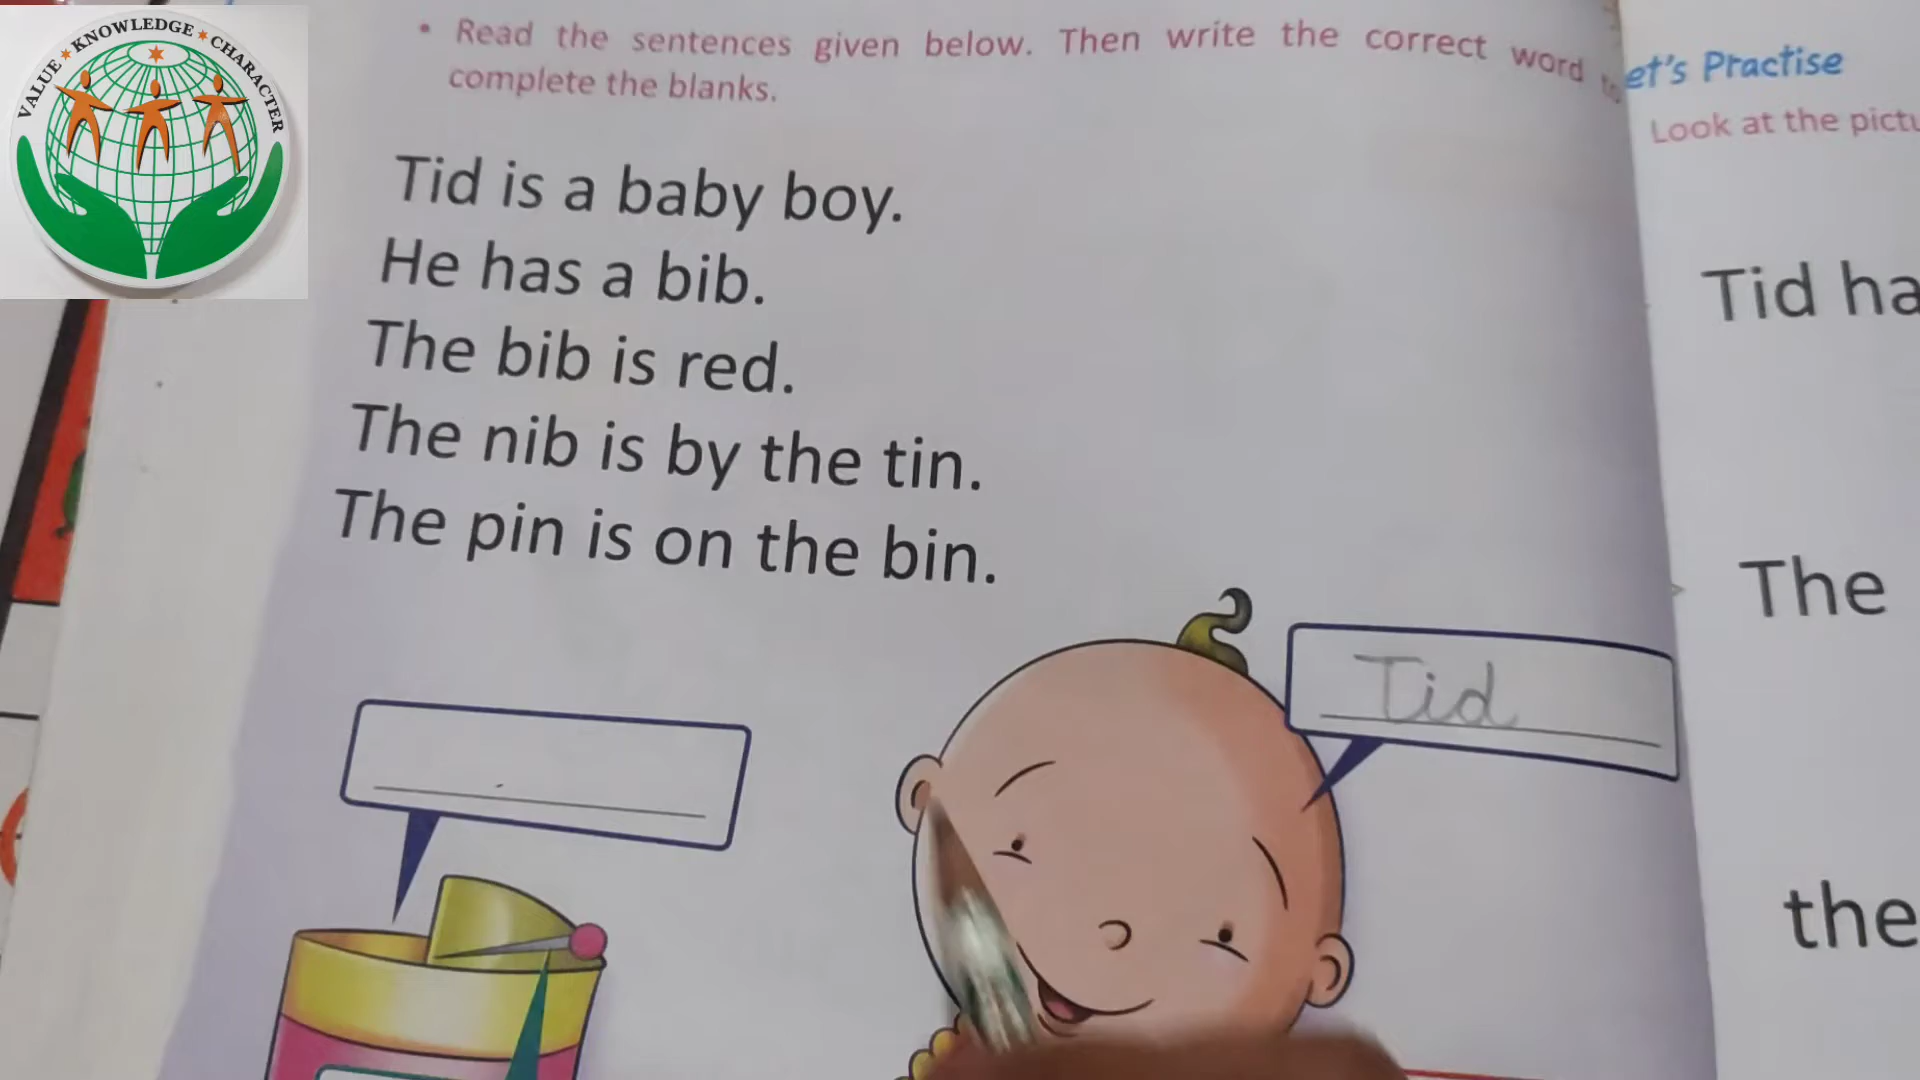 VALUE ★ KNOWLEDGE ★ CHARACTER
• Read the sentences given below. Then write the correct word to
complete the blanks.
Tid is a baby boy.
He has a bib.
The bib is red.
The nib is by the tin.
The pin is on the bin.
Tid
et's Practise
Look at the pictu
Tid ha
The
the